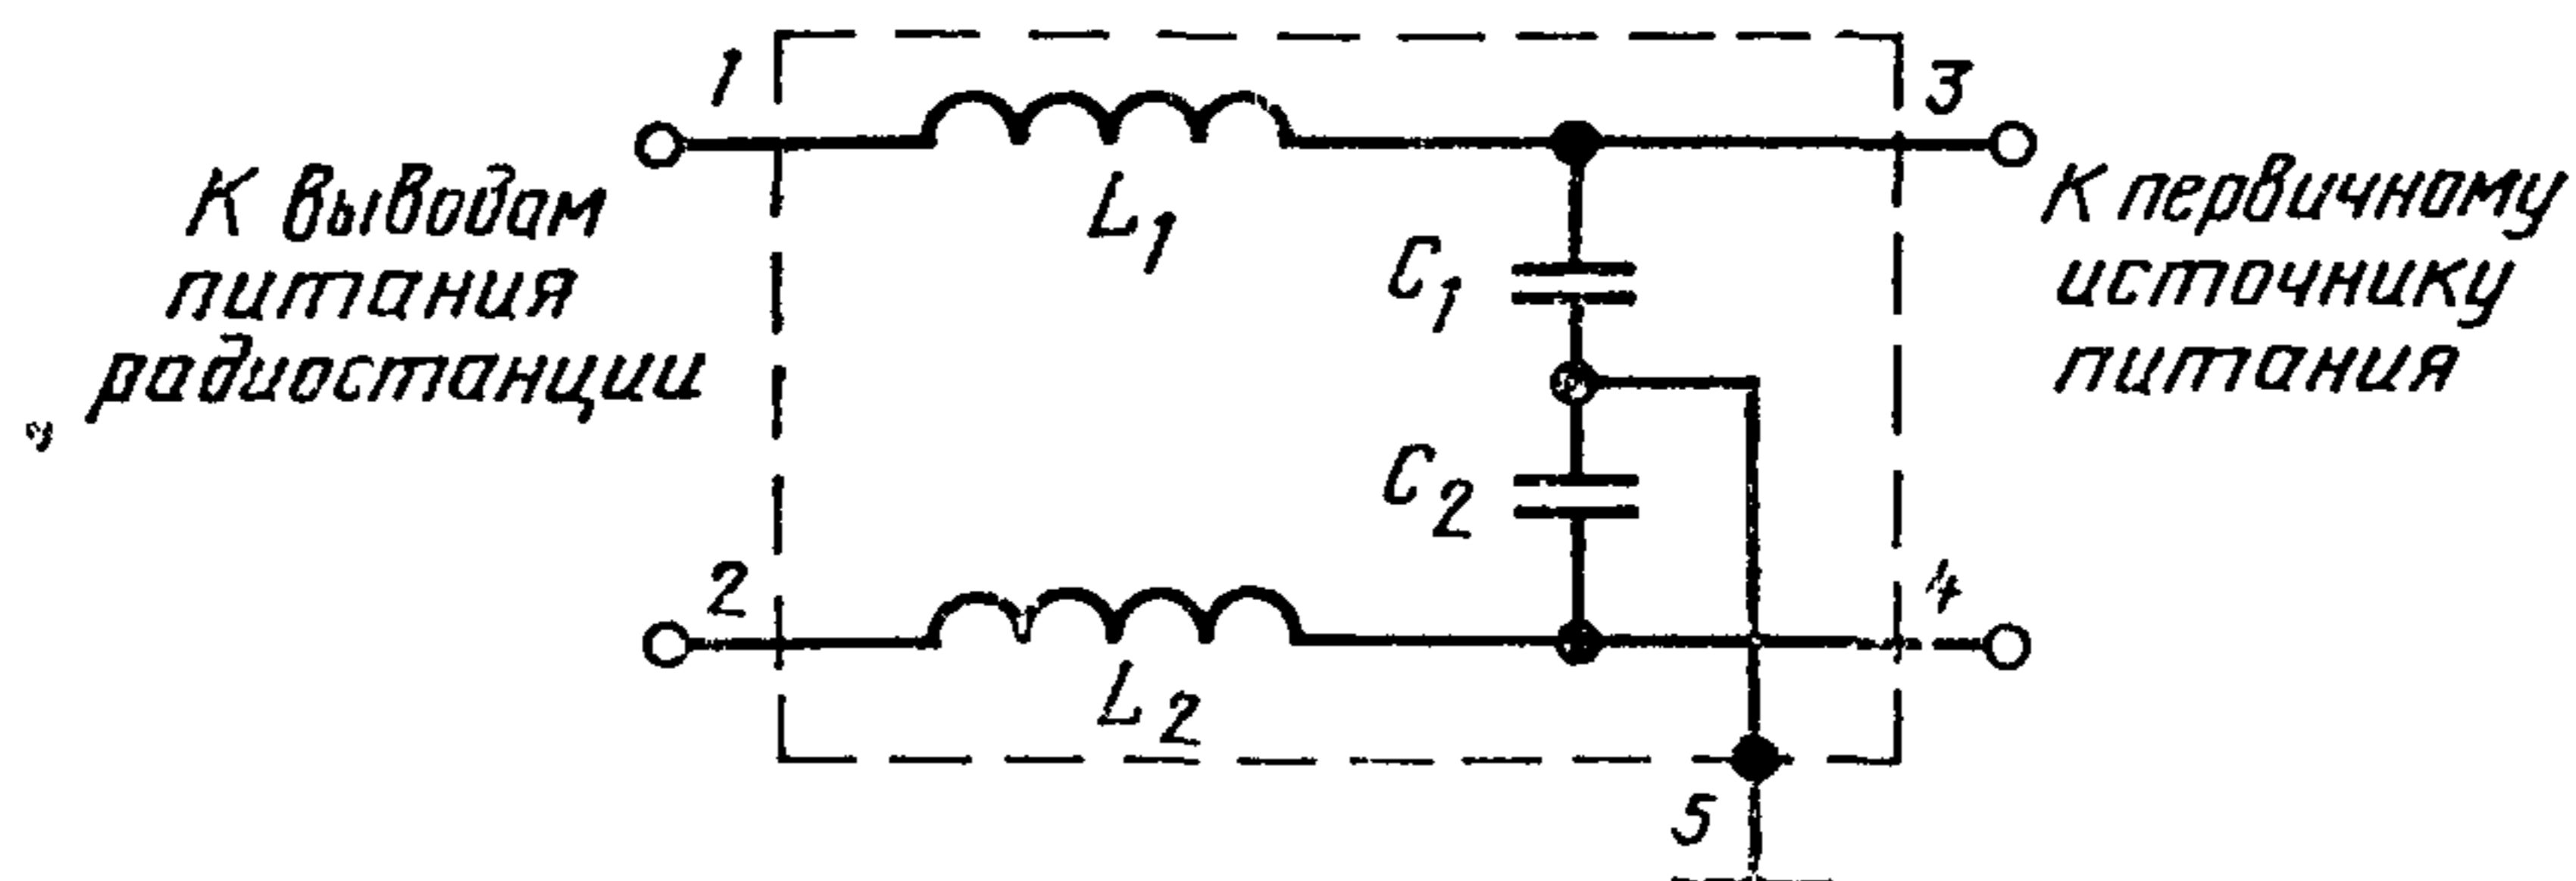 1
3
К выводам
питания
радиостанции
L1
C1
К первичному
источнику
питания
C2
2
4
L2
5